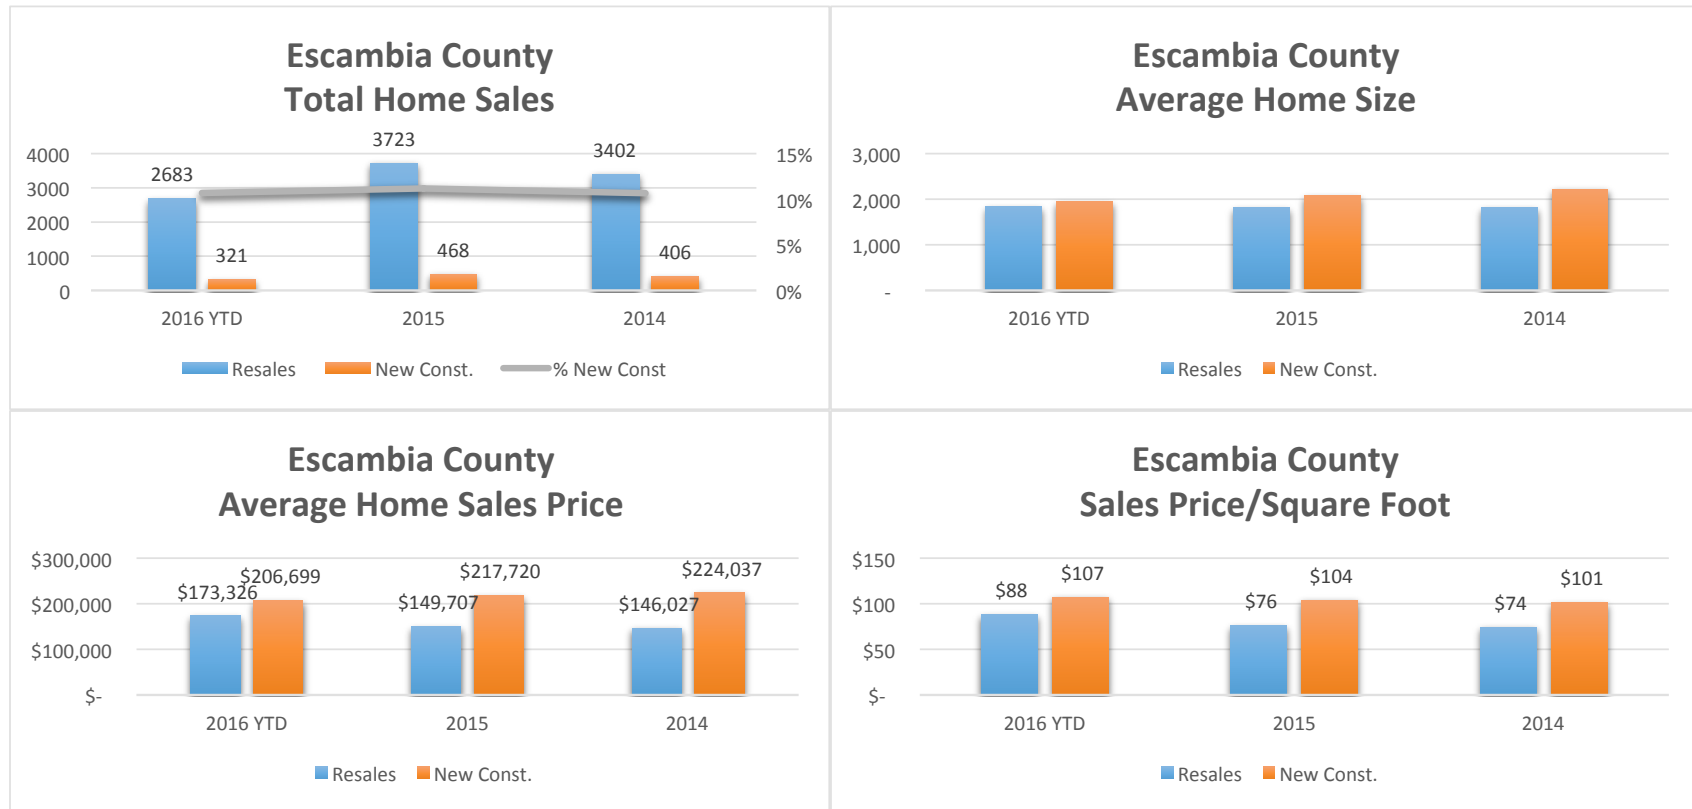 Escambia County
Total Home Sales
4000
3000
2000
1000
0
15%
10%
5%
0%
2683
321
3723
468
3402
406
2016 YTD
2015
2014
Resales
New Const.
% New Const
Escambia County
Average Home Size
3,000
2,000
1,000
-
2016 YTD
2015
2014
Resales
New Const.
Escambia County
Average Home Sales Price
$300,000
$200,000
$100,000
$-
$173,326
$206,699
$149,707
$217,720
$146,027
$224,037
2016 YTD
2015
2014
Resales
New Const.
Escambia County
Sales Price/Square Foot
$150
$100
$50
$-
$88
$107
$76
$104
$74
$101
2016 YTD
2015
2014
Resales
New Const.